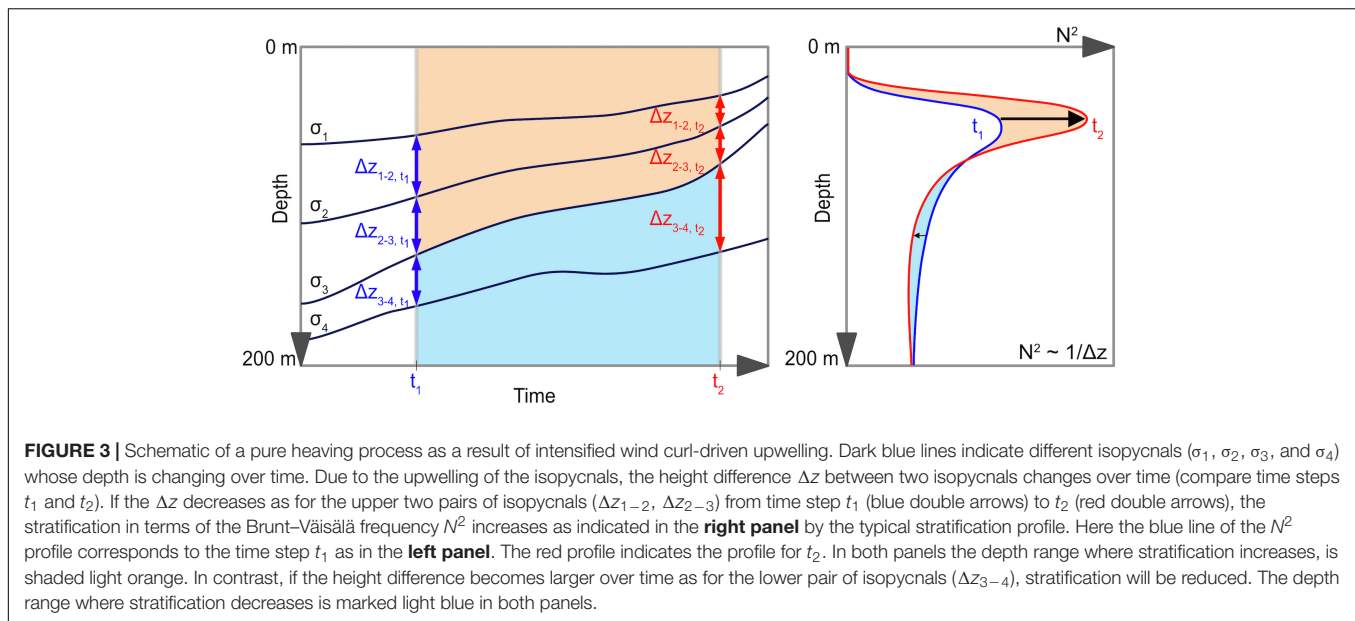 0 m
N²
σ₁
Δz₁₋₂, t₁
Δz₁₋₂, t₂
t₁
t₂
Depth
Depth
σ₂
Δz₂₋₃, t₁
Δz₂₋₃, t₂
Δz₃₋₄, t₂
σ₃
Δz₃₋₄, t₁
σ₄
200 m
200 m
N² ~ 1/Δz
t₁
Time
t₂
0 m
FIGURE 3 | Schematic of a pure heaving process as a result of intensified wind curl-driven upwelling. Dark blue lines indicate different isopycnals (σ₁, σ₂, σ₃, and σ₄)
whose depth is changing over time. Due to the upwelling of the isopycnals, the height difference Δz between two isopycnals changes over time (compare time steps
t₁ and t₂). If the Δz decreases as for the upper two pairs of isopycnals (Δz₁₋₂, Δz₂₋₃) from time step t₁ (blue double arrows) to t₂ (red double arrows), the
stratification in terms of the Brunt–Väisälä frequency N² increases as indicated in the right panel by the typical stratification profile. Here the blue line of the N²
profile corresponds to the time step t₁ as in the left panel. The red profile indicates the profile for t₂. In both panels the depth range where stratification increases, is
shaded light orange. In contrast, if the height difference becomes larger over time as for the lower pair of isopycnals (Δz₃₋₄), stratification will be reduced. The depth
range where stratification decreases is marked light blue in both panels.